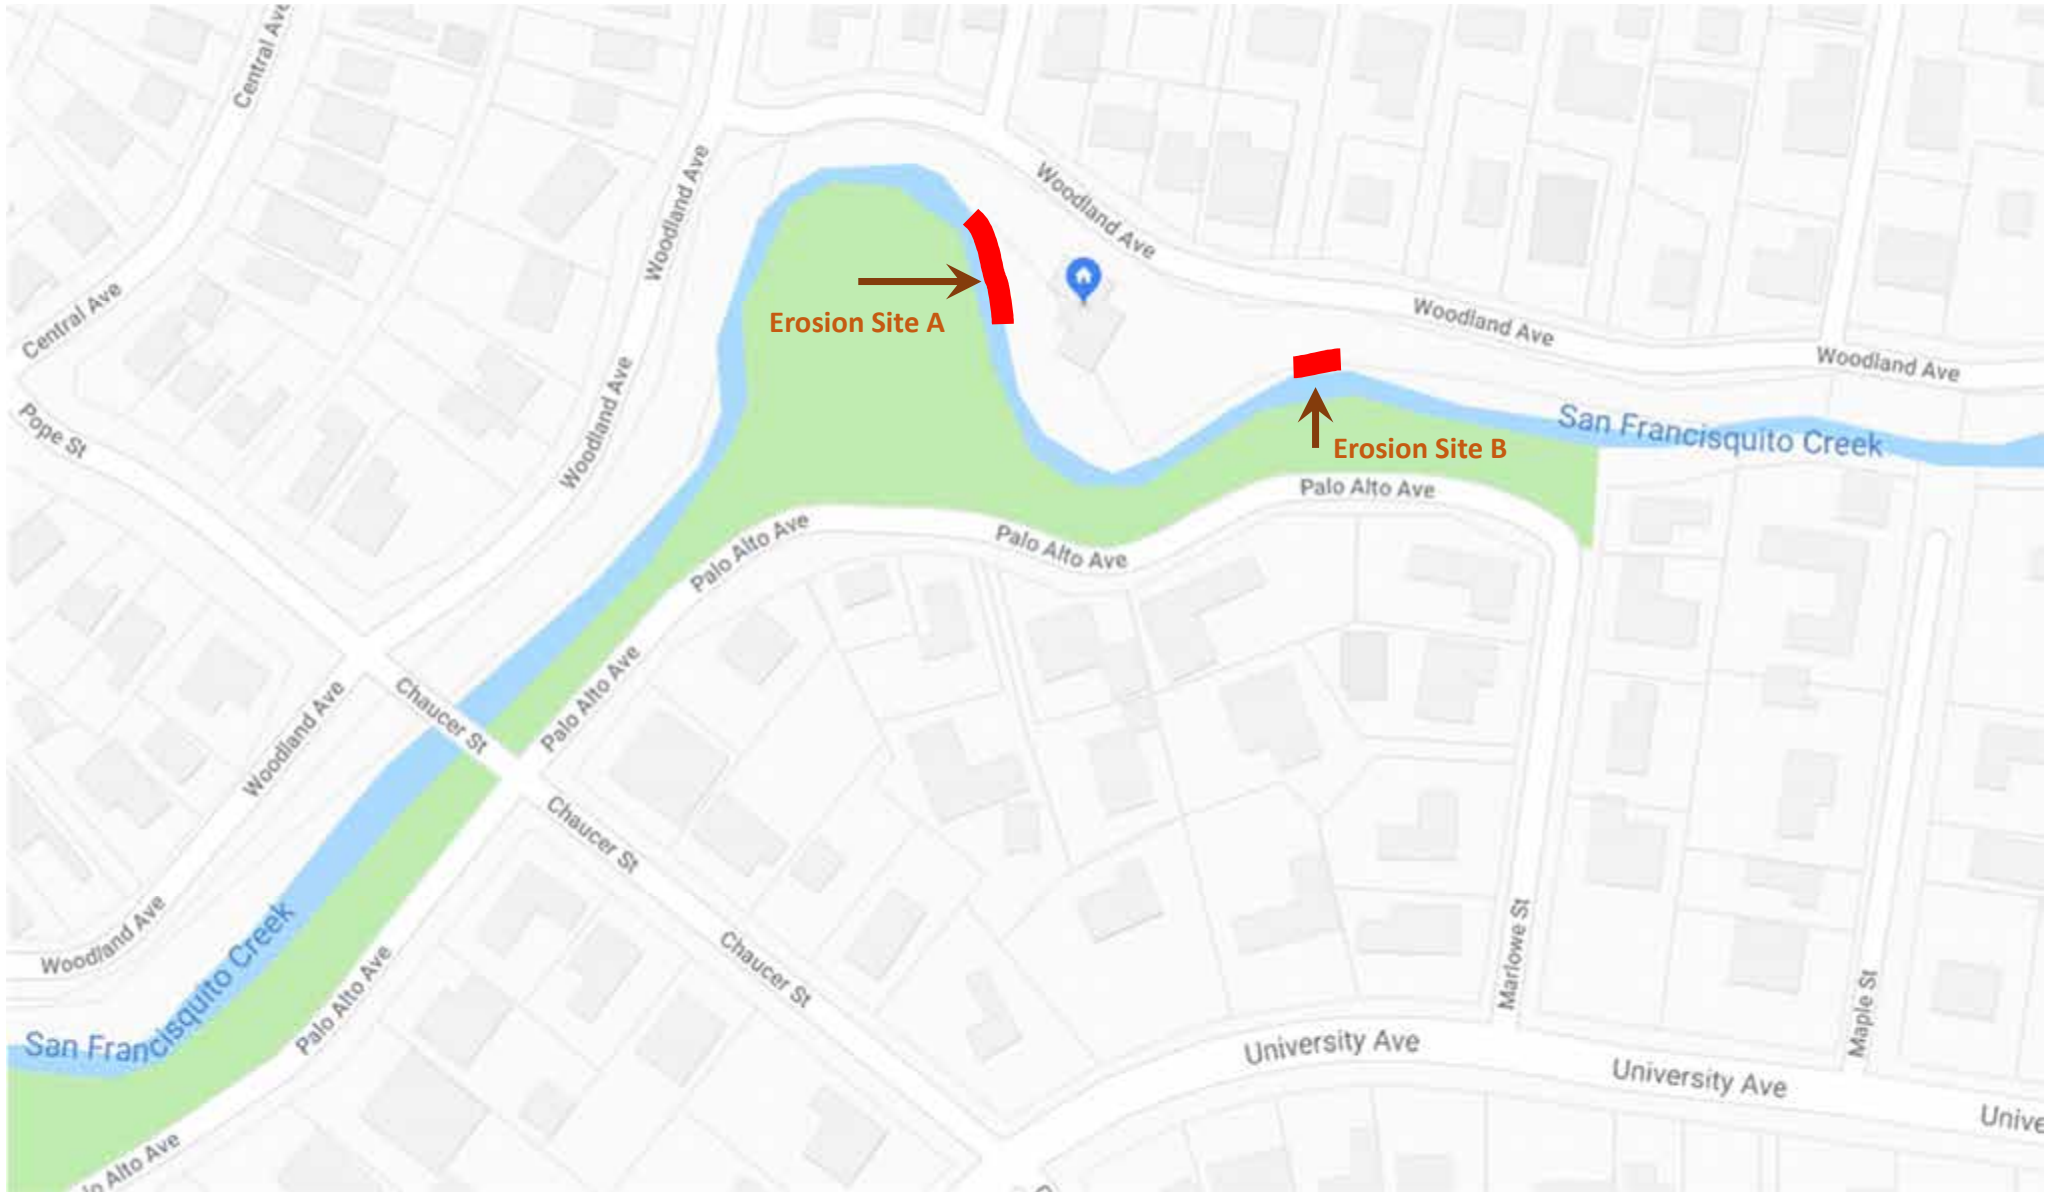 Central Ave
Woodland Ave
Woodland Ave
Erosion Site A
Woodland Ave
Woodland Ave
Central Ave
Woodland Ave
Pope St
San Francisquito Creek
Erosion Site B
Palo Alto Ave
Palo Alto Ave
Palo Alto Ave
Palo Alto Ave
Chaucer St
Woodland Ave
Chaucer St
Woodland Ave
San Francisquito Creek
Palo Alto Ave
Chaucer St
Marlowe St
Maple St
University Ave
University Ave
Unive
Alto Ave